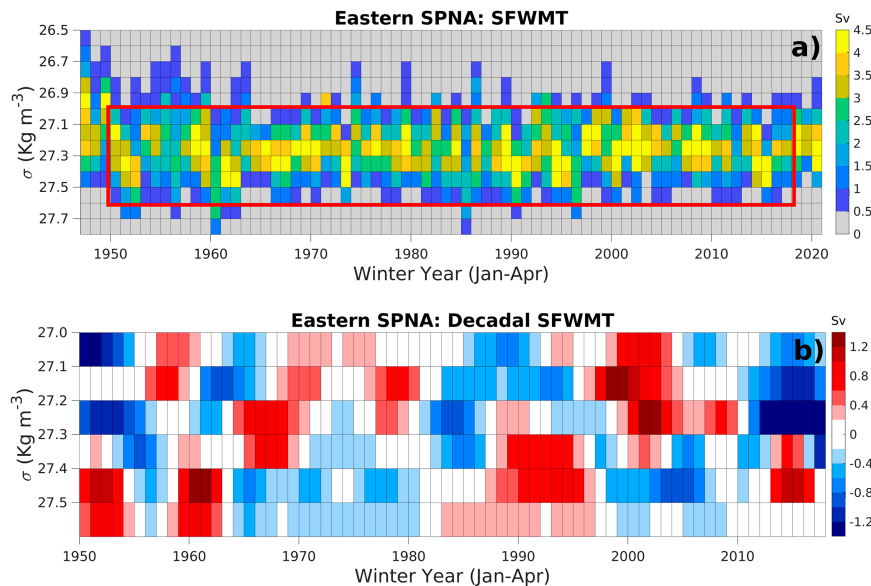 Eastern SPNA: SFWMT
Sv
a)
26.5
26.7
26.9
27.1
27.3
27.5
27.7
σ (Kg m⁻³)
4.5
4
3.5
3
2.5
2
1.5
1
0.5
0
1950 1960 1970 1980 1990 2000 2010 2020
Winter Year (Jan-Apr)
Eastern SPNA: Decadal SFWMT
Sv
b)
27.0
27.1
27.2
27.3
27.4
27.5
σ (Kg m⁻³)
1.2
0.8
0.4
0
-0.4
-0.8
-1.2
1950 1960 1970 1980 1990 2000 2010
Winter Year (Jan-Apr)